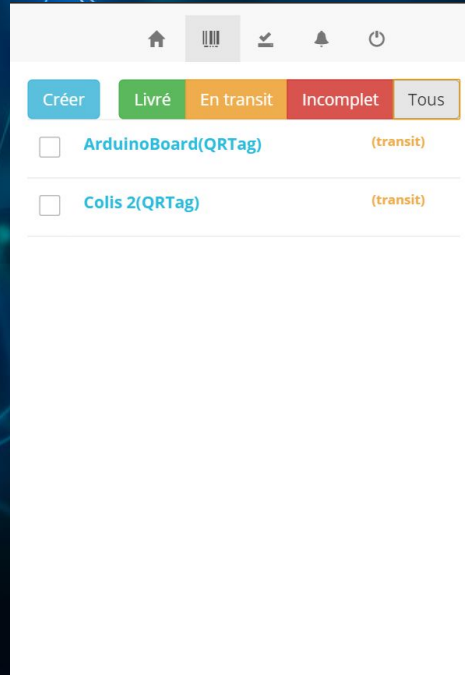 Créer Livré En transit Incomplet Tous
ArduinoBoard(QRTag) (transit)
Colis 2(QRTag) (transit)